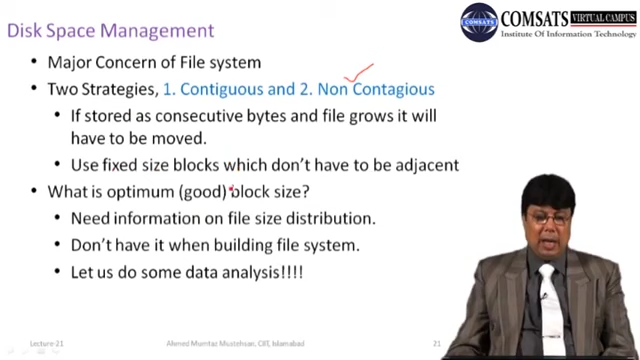 Disk Space Management
COMSATS VIRTUAL CAMPUS
Institute Of Information Technology
• Major Concern of File system
• Two Strategies, 1. Contiguous and 2. Non Contagious
• If stored as consecutive bytes and file grows it will
have to be moved.
• Use fixed size blocks which don't have to be adjacent
• What is optimum (good) block size?
• Need information on file size distribution.
• Don't have it when building file system.
• Let us do some data analysis!!!!
Lecture-21
Ahmed Mumtaz Mustehsan, CIIT, Islamabad
21